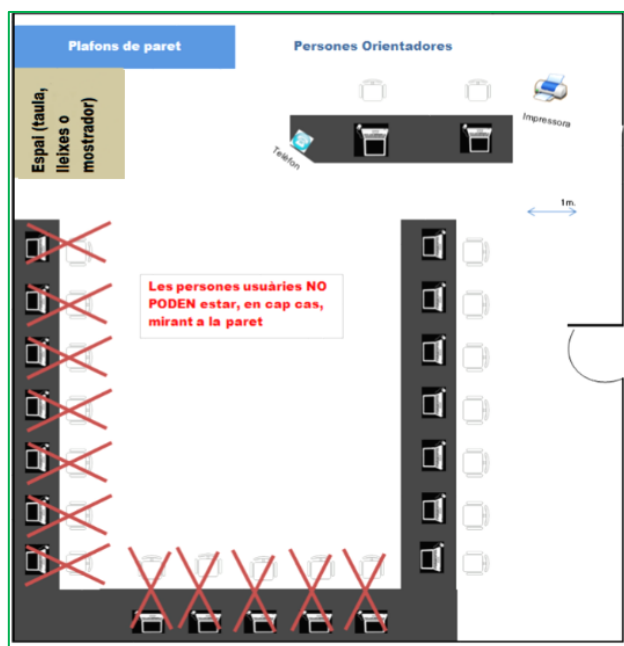 Plafons de paret
Persones Orientadores
Espai (taula,
lleixes o
mostrador)
Telèfon
Impressora
1m.
Les persones usuàries NO
PODEN estar, en cap cas,
mirant a la paret